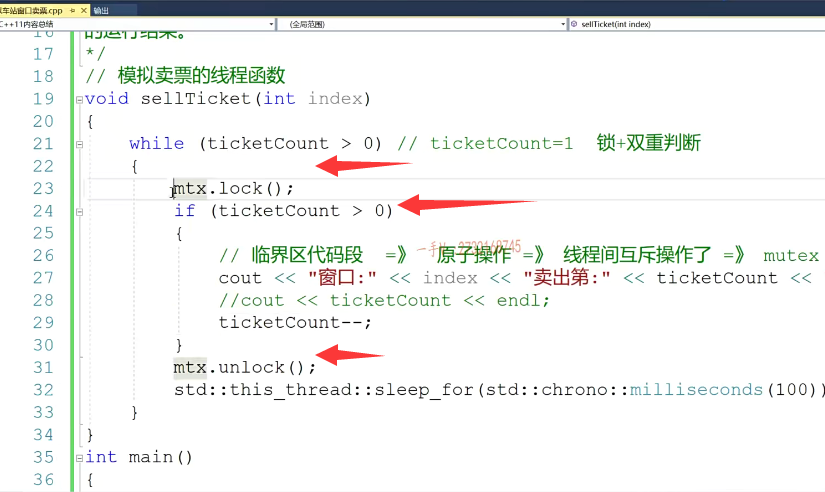 车站窗口卖票.cpp 输出
C++11内容总结 (全局范围) sellTicket(int index)
16 的运行结果。
17 */
18 // 模拟卖票的线程函数
19 void sellTicket(int index)
20 {
21 while (ticketCount > 0) // ticketCount=1 锁+双重判断
22 {
23 mtx.lock();
24 if (ticketCount > 0)
25 {
26 // 临界区代码段 =》 原子操作 =》 线程间互斥操作了 =》 mutex
27 cout << "窗口:" << index << "卖出第:" << ticketCount <<
28 //cout << ticketCount << endl;
29 ticketCount--;
30 }
31 mtx.unlock();
32 std::this_thread::sleep_for(std::chrono::milliseconds(100))
33 }
34 }
35 int main()
36 {